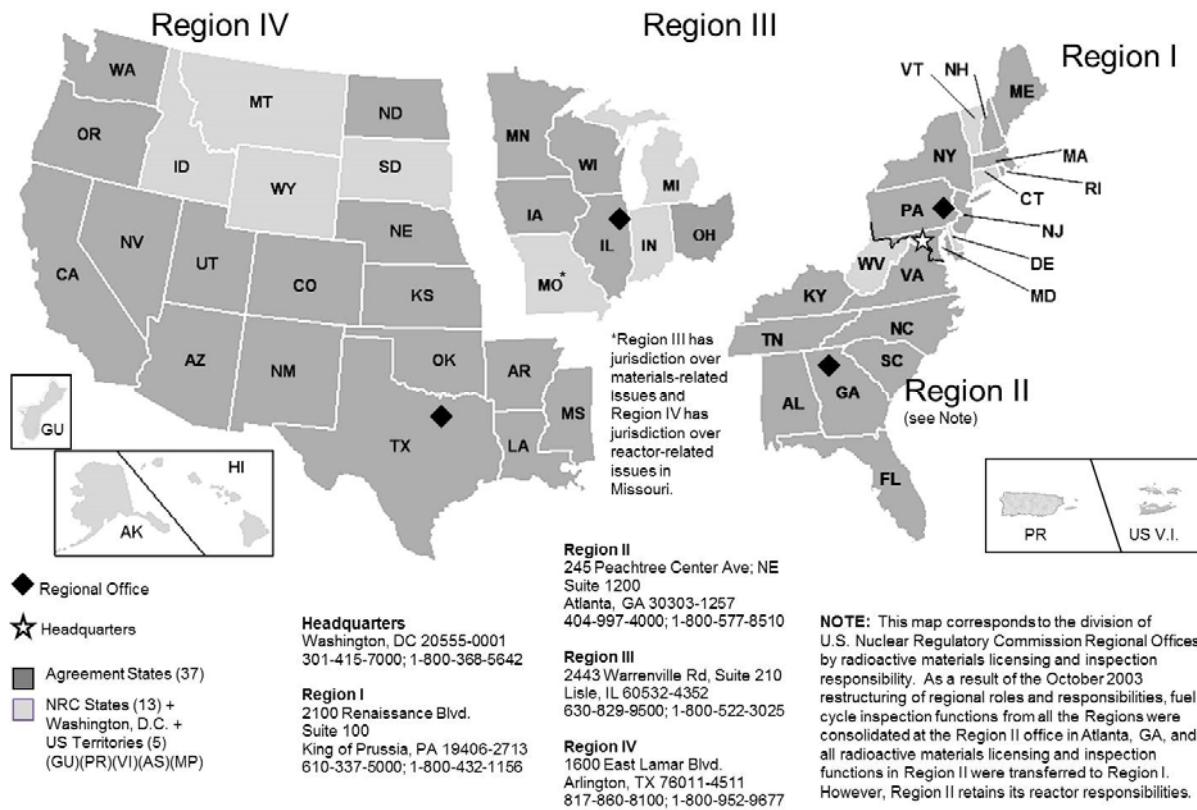 Region IV
Region III
Region I
WA
MT
ND
OR
ID
SD
WY
NE
NV
UT
CO
KS
CA
AZ
NM
OK
TX
AR
LA
MS
MN
WI
MI
IA
IL
IN
OH
MO*
VT
NH
ME
NY
MA
RI
CT
PA
NJ
DE
MD
WV
VA
KY
NC
TN
SC
AL
GA
FL
Region II
(see Note)
*Region III has
jurisdiction over
materials-related
issues and
Region IV has
jurisdiction over
reactor-related
issues in
Missouri.
GU
HI
AK
PR
US V.I.
Regional Office
Headquarters
Agreement States (37)
NRC States (13) +
Washington, D.C. +
US Territories (5)
(GU)(PR)(VI)(AS)(MP)
Headquarters
Washington, DC 20555-0001
301-415-7000; 1-800-368-5642
Region I
2100 Renaissance Blvd.
Suite 100
King of Prussia, PA 19406-2713
610-337-5000; 1-800-432-1156
Region II
245 Peachtree Center Ave; NE
Suite 1200
Atlanta, GA 30303-1257
404-997-4000; 1-800-577-8510
Region III
2443 Warrenville Rd, Suite 210
Lisle, IL 60532-4352
630-829-9500; 1-800-522-3025
Region IV
1600 East Lamar Blvd.
Arlington, TX 76011-4511
817-860-8100; 1-800-952-9677
NOTE: This map corresponds to the division of
U.S. Nuclear Regulatory Commission Regional Offices
by radioactive materials licensing and inspection
responsibility. As a result of the October 2003
restructuring of regional roles and responsibilities, fuel
cycle inspection functions from all the Regions were
consolidated at the Region II office in Atlanta, GA, and
all radioactive materials licensing and inspection
functions in Region II were transferred to Region I.
However, Region II retains its reactor responsibilities.